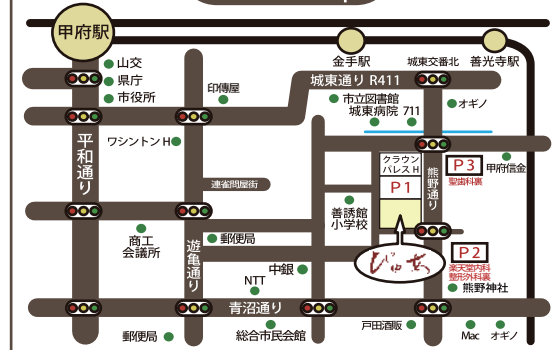 甲府駅
金手駅
城東交番北
善光寺駅
山交
県庁
市役所
印傳屋
城東通り R411
市立図書館
城東病院
711
オギノ
ワシントンH
平和通り
連雀問屋街
クラウン
パレスH
P1
熊野通り
P3
聖歯科裏
甲府信金
善誘館
小学校
商工
会議所
遊亀通り
郵便局
中銀
NTT
じゅあ
P2
楽天堂内科
整形外科裏
熊野神社
青沼通り
郵便局
総合市民会館
戸田酒販
Mac
オギノ